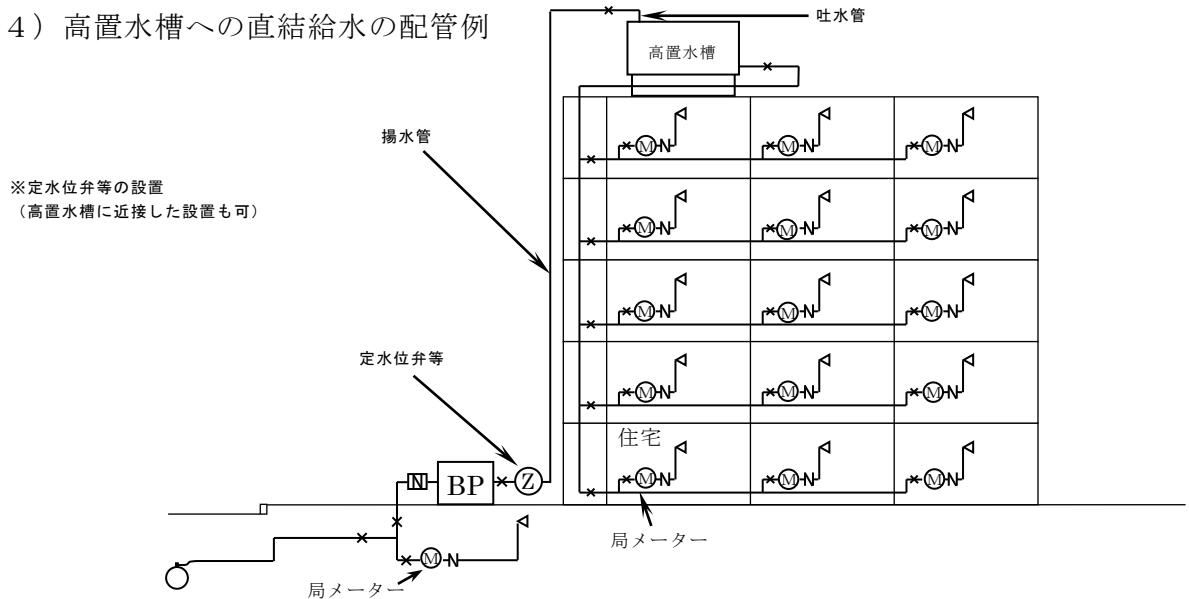 ４）高置水槽への直結給水の配管例
吐水管
高置水槽
揚水管
※定水位弁等の設置
（高置水槽に近接した設置も可）
M N M N M N
M N M N M N
M N M N M N
定水位弁等
M N M N M N
住宅
M N M N M N
N BP Z
局メーター
M N
局メーター